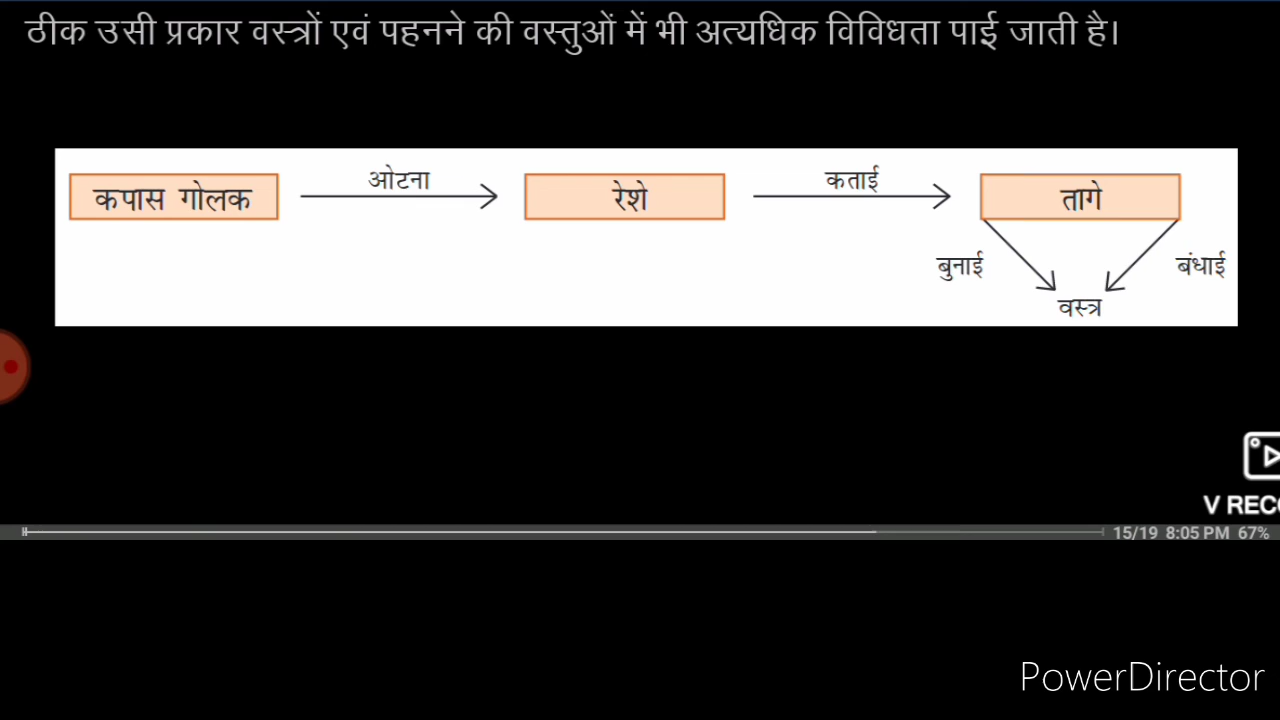 ठीक उसी प्रकार वस्त्रों एवं पहनने की वस्तुओं में भी अत्यधिक विविधता पाई जाती है।
कपास गोलक ओटना रेशे कताई तागे
बुनाई बंधाई
वस्त्र
V RECO
15/19 8:05 PM 67%
PowerDirector